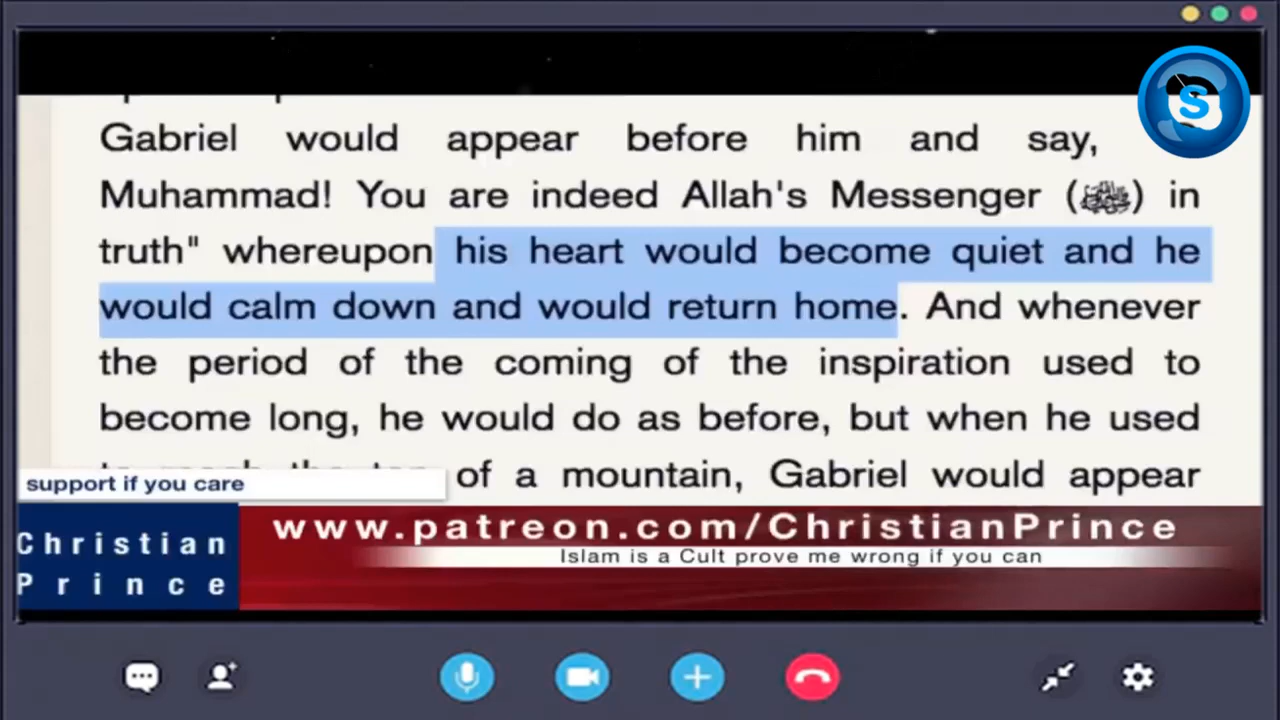 Gabriel would appear before him and say,
Muhammad! You are indeed Allah's Messenger (ﷺ) in
truth" whereupon his heart would become quiet and he
would calm down and would return home. And whenever
the period of the coming of the inspiration used to
become long, he would do as before, but when he used
of a mountain, Gabriel would appear
support if you care
Christian
Prince
www.patreon.com/ChristianPrince
Islam is a Cult prove me wrong if you can
S